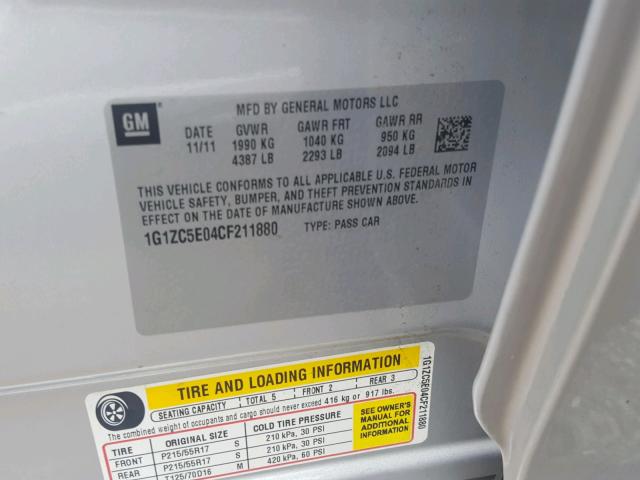 GM
MFD BY GENERAL MOTORS LLC
DATE GVWR GAWR FRT GAWR RR
11/11 1990 KG 1040 KG 950 KG
4387 LB 2293 LB 2094 LB
THIS VEHICLE CONFORMS TO ALL APPLICABLE U.S. FEDERAL MOTOR
VEHICLE SAFETY, BUMPER, AND THEFT PREVENTION STANDARDS IN
EFFECT ON THE DATE OF MANUFACTURE SHOWN ABOVE.
1G1ZC5E04CF211880 TYPE: PASS CAR
TIRE AND LOADING INFORMATION
SEATING CAPACITY TOTAL 5 FRONT 2 REAR 3
The combined weight of occupants and cargo should never exceed 416 kg or 917 lbs.
TIRE ORIGINAL SIZE COLD TIRE PRESSURE
FRONT P215/55R17 S 210 kPa, 30 PSI
REAR P215/55R17 S 210 kPa, 30 PSI
T125/70D16 M 420 kPa, 60 PSI
SEE OWNER'S
MANUAL FOR
ADDITIONAL
INFORMATION
1G1ZC5E04CF211880